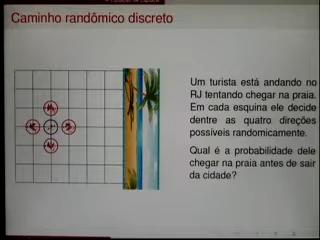 Caminho randômico discreto
Um turista está andando no
RJ tentando chegar na praia.
Em cada esquina ele decide
dentre as quatro direções
possíveis randomicamente.
Qual é a probabilidade dele
chegar na praia antes de sair
da cidade?